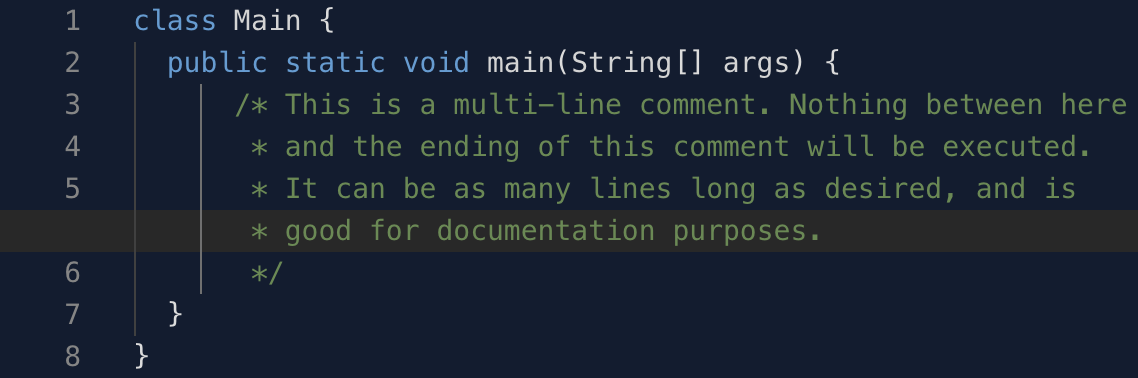 1 class Main {
2 public static void main(String[] args) {
3 /* This is a multi-line comment. Nothing between here
4 * and the ending of this comment will be executed.
5 * It can be as many lines long as desired, and is
* good for documentation purposes.
6 */
7 }
8 }